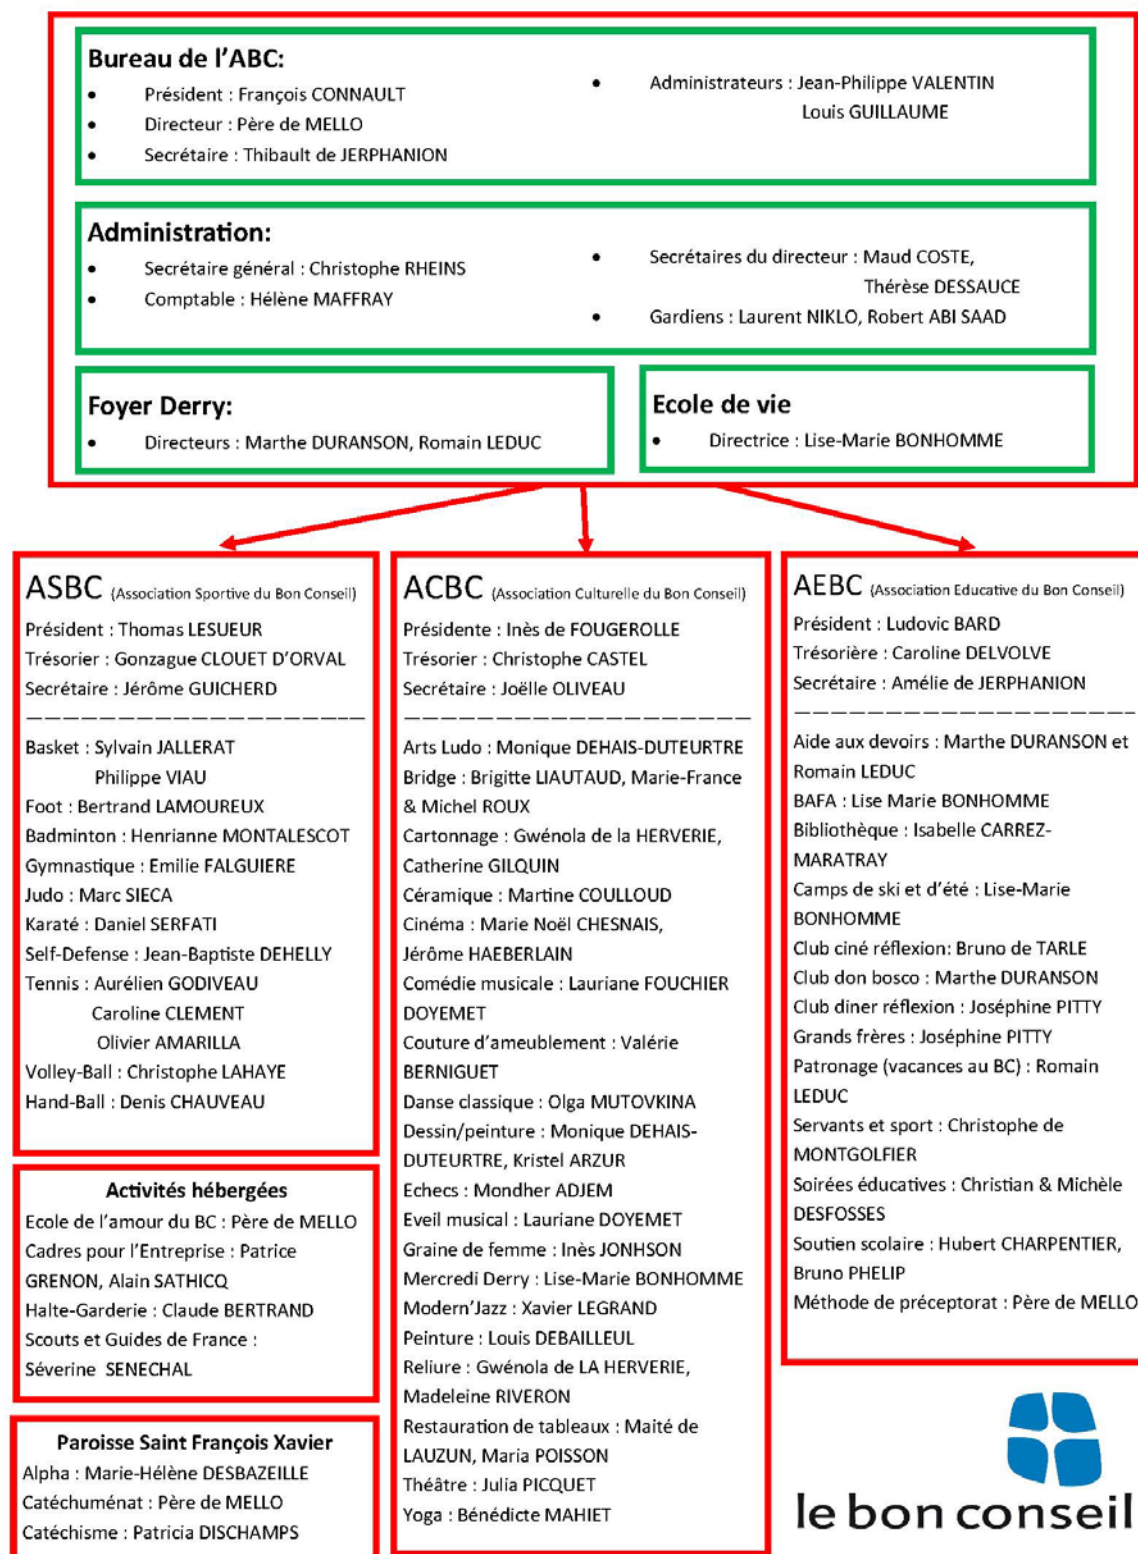 Bureau de l’ABC:
• Président : François CONNAULT
• Directeur : Père de MELLO
• Secrétaire : Thibault de JERPHANION
• Administrateurs : Jean-Philippe VALENTIN
Louis GUILLAUME
Administration:
• Secrétaire général : Christophe RHEINS
• Comptable : Hélène MAFFRAY
• Secrétaires du directeur : Maud COSTE,
Thérèse DESSAUCE
• Gardiens : Laurent NIKLO, Robert ABI SAAD
Foyer Derry:
• Directeurs : Marthe DURANSON, Romain LEDUC
Ecole de vie
• Directrice : Lise-Marie BONHOMME
ASBC (Association Sportive du Bon Conseil)
Président : Thomas LESUEUR
Trésorier : Gonzague CLOUET D’ORVAL
Secrétaire : Jérôme GUICHERD
Basket : Sylvain JALLERAT
Philippe VIAU
Foot : Bertrand LAMOUREUX
Badminton : Henrianne MONTALESCOT
Gymnastique : Emilie FALGUIERE
Judo : Marc SIECA
Karaté : Daniel SERFATI
Self-Defense : Jean-Baptiste DEHELLY
Tennis : Aurélien GODIVEAU
Caroline CLEMENT
Olivier AMARILLA
Volley-Ball : Christophe LAHAYE
Hand-Ball : Denis CHAUVEAU
Activités hébergées
Ecole de l’amour du BC : Père de MELLO
Cadres pour l’Entreprise : Patrice
GRENON, Alain SATHICQ
Halte-Garderie : Claude BERTRAND
Scouts et Guides de France :
Séverine SENECHAL
Paroisse Saint François Xavier
Alpha : Marie-Hélène DESBAZEILLE
Catéchuménat : Père de MELLO
Catéchisme : Patricia DISCHAMPS
ACBC (Association Culturelle du Bon Conseil)
Présidente : Inès de FOUGEROLLE
Trésorier : Christophe CASTEL
Secrétaire : Joëlle OLIVEAU
Arts Ludo : Monique DEHAIS-DUTEURTRE
Bridge : Brigitte LIAUTAUD, Marie-France
& Michel ROUX
Cartonnage : Gwénola de la HERVERIE,
Catherine GILQUIN
Céramique : Martine COULLOUD
Cinéma : Marie Noël CHESNAIS,
Jérôme HAEBERLAIN
Comédie musicale : Lauriane FOUCHIER
DOYEMET
Couture d’ameublement : Valérie
BERNIGUET
Danse classique : Olga MUTOVKINA
Dessin/peinture : Monique DEHAIS-
DUTEURTRE, Kristel ARZUR
Echecs : Mondher ADJEM
Eveil musical : Lauriane DOYEMET
Graine de femme : Inès JONHSON
Mercredi Derry : Lise-Marie BONHOMME
Modern’Jazz : Xavier LEGRAND
Peinture : Louis DEBAILLEUL
Reliure : Gwénola de LA HERVERIE,
Madeleine RIVERON
Restauration de tableaux : Maité de
LAUZUN, Maria POISSON
Théâtre : Julia PICQUET
Yoga : Bénédicte MAHIET
AEBC (Association Educative du Bon Conseil)
Président : Ludovic BARD
Trésorière : Caroline DELVOLVE
Secrétaire : Amélie de JERPHANION
Aide aux devoirs : Marthe DURANSON et
Romain LEDUC
BAFA : Lise Marie BONHOMME
Bibliothèque : Isabelle CARREZ-
MARATRAY
Camps de ski et d’été : Lise-Marie
BONHOMME
Club ciné réflexion: Bruno de TARLE
Club don bosco : Marthe DURANSON
Club diner réflexion : Joséphine PITTY
Grands frères : Joséphine PITTY
Patronage (vacances au BC) : Romain
LEDUC
Servants et sport : Christophe de
MONTGOLFIER
Soirées éducatives : Christian & Michèle
DESFOSSES
Soutien scolaire : Hubert CHARPENTIER,
Bruno PHELIP
Méthode de préceptorat : Père de MELLO
le bon conseil